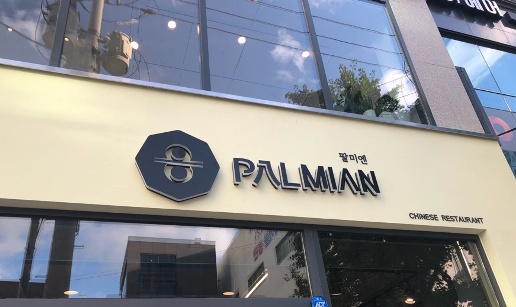 팔미엔
PALMIAN
CHINESE RESTAURANT